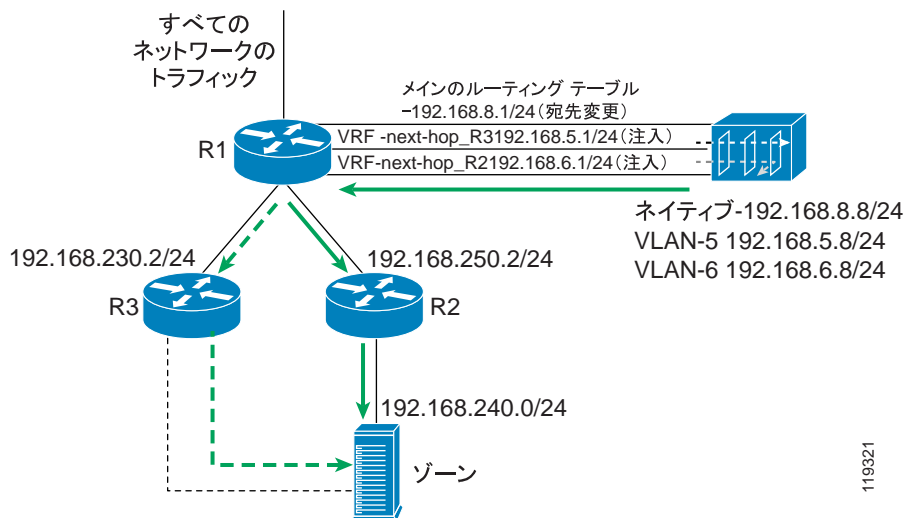 すべての
ネットワークの
トラフィック
メインのルーティング テーブル
-192.168.8.1/24(宛先変更)
VRF -next-hop_R3192.168.5.1/24(注入)
VRF-next-hop_R2192.168.6.1/24(注入)
R1
ネイティブ-192.168.8.8/24
VLAN-5 192.168.5.8/24
VLAN-6 192.168.6.8/24
192.168.230.2/24
192.168.250.2/24
R3
R2
192.168.240.0/24
ゾーン
119321